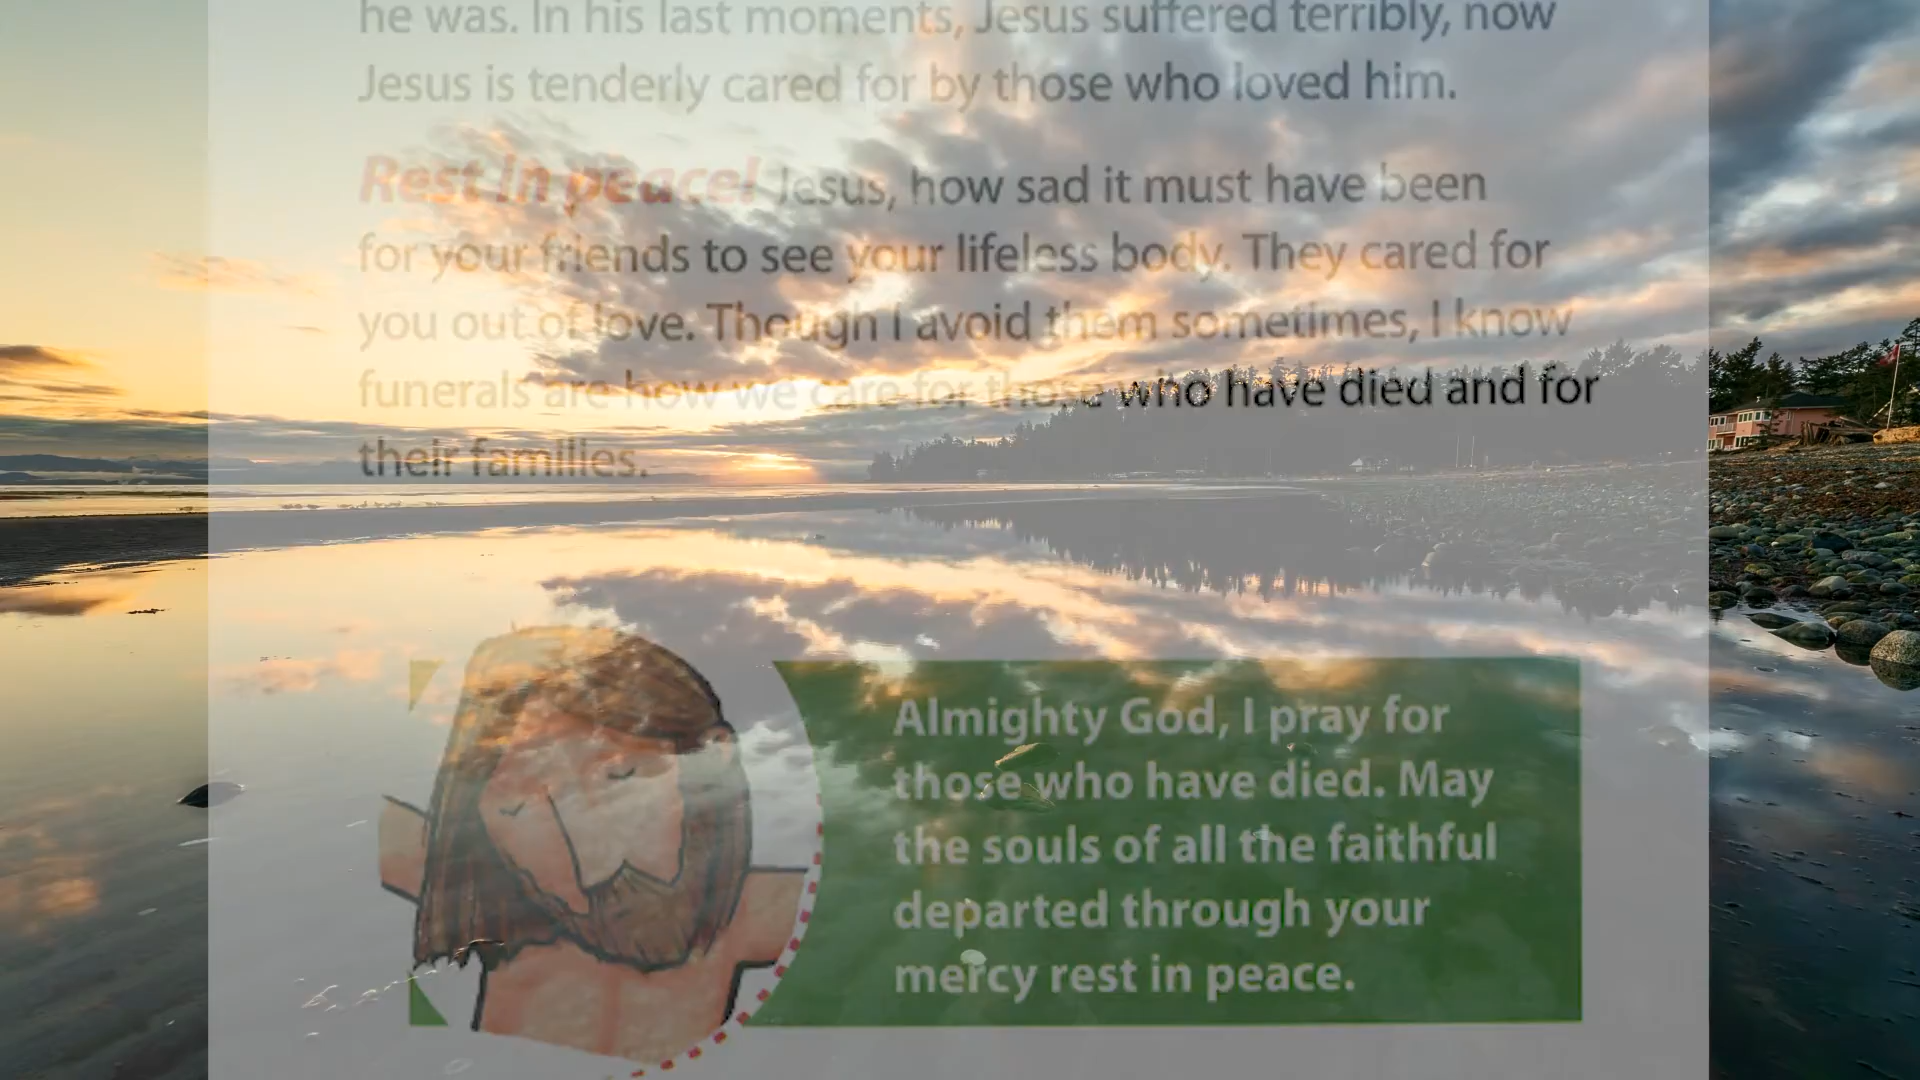 he was. In his last moments, Jesus suffered terribly, now
Jesus is tenderly cared for by those who loved him.
Rest in peace! Jesus, how sad it must have been
for your friends to see your lifeless body. They cared for
you out of love. Though I avoid them sometimes, I know
funerals are how we care for those who have died and for
their families.
Almighty God, I pray for
those who have died. May
the souls of all the faithful
departed through your
mercy rest in peace.